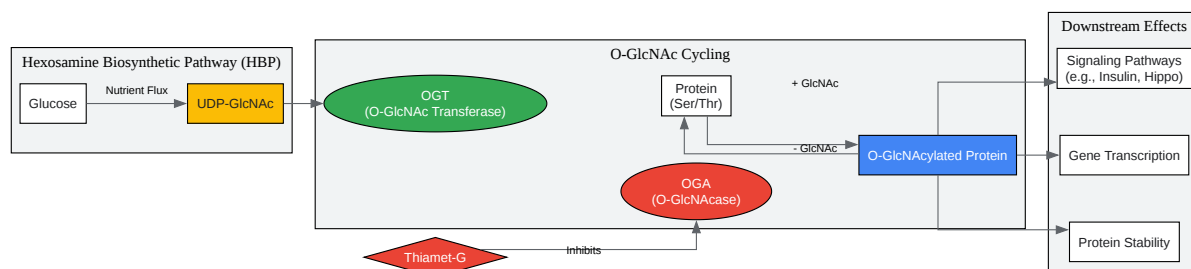 Hexosamine Biosynthetic Pathway (HBP)
Glucose
Nutrient Flux
UDP-GlcNAc
O-GlcNAc Cycling
OGT
(O-GlcNAc Transferase)
Protein
(Ser/Thr)
+ GlcNAc
- GlcNAc
O-GlcNAcylated Protein
OGA
(O-GlcNAcase)
Thiamet-G
Inhibits
Downstream Effects
Signaling Pathways
(e.g., Insulin, Hippo)
Gene Transcription
Protein Stability